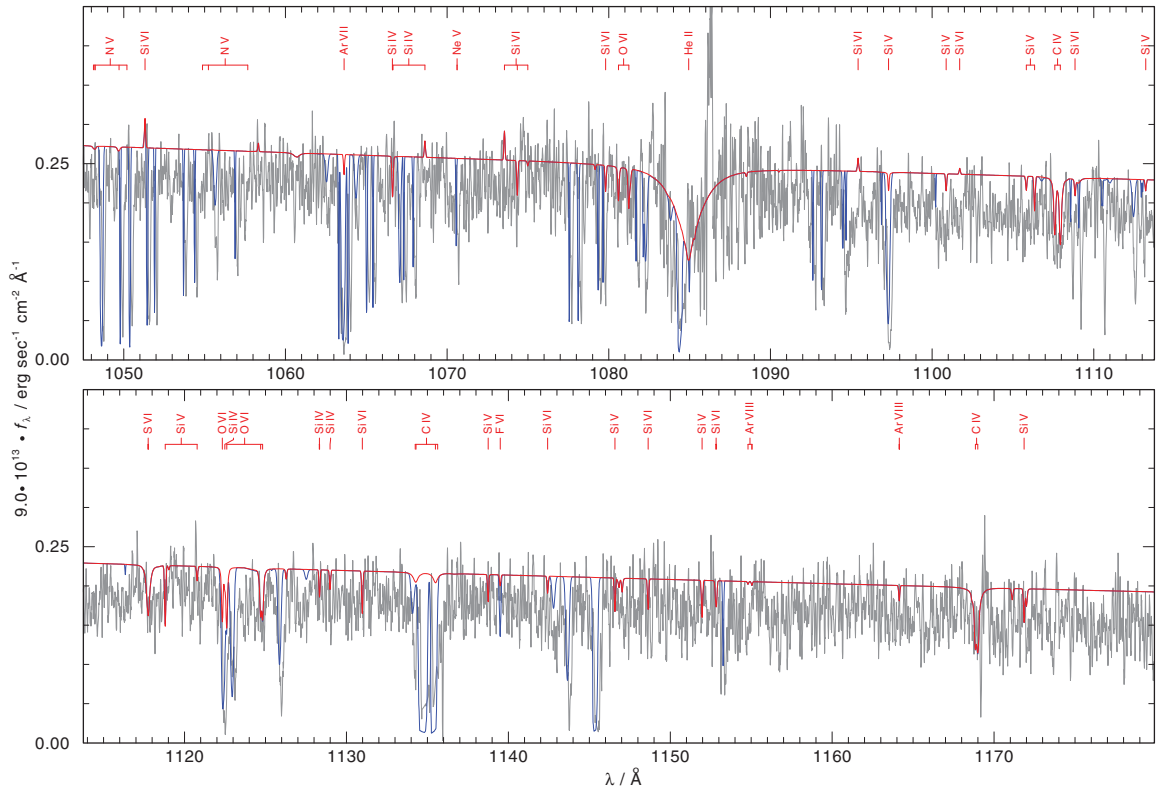 N V Si VI N V Ar VII Si IV Si IV Ne V Si VI Si VI O VI He II Si VI Si V Si V Si VI Si V C IV Si VI Si V
0.25
0.00
1050 1060 1070 1080 1090 1100 1110
S VI Si V O VI Si IV O VI Si IV Si IV Si VI C IV Si V F VI Si VI Si V Si VI Si V Si VI Ar VIII Ar VIII C IV Si V
0.25
0.00
1120 1130 1140 1150 1160 1170
λ / Å
9.0• 10¹³ • f_λ / erg sec⁻¹ cm⁻² Å⁻¹